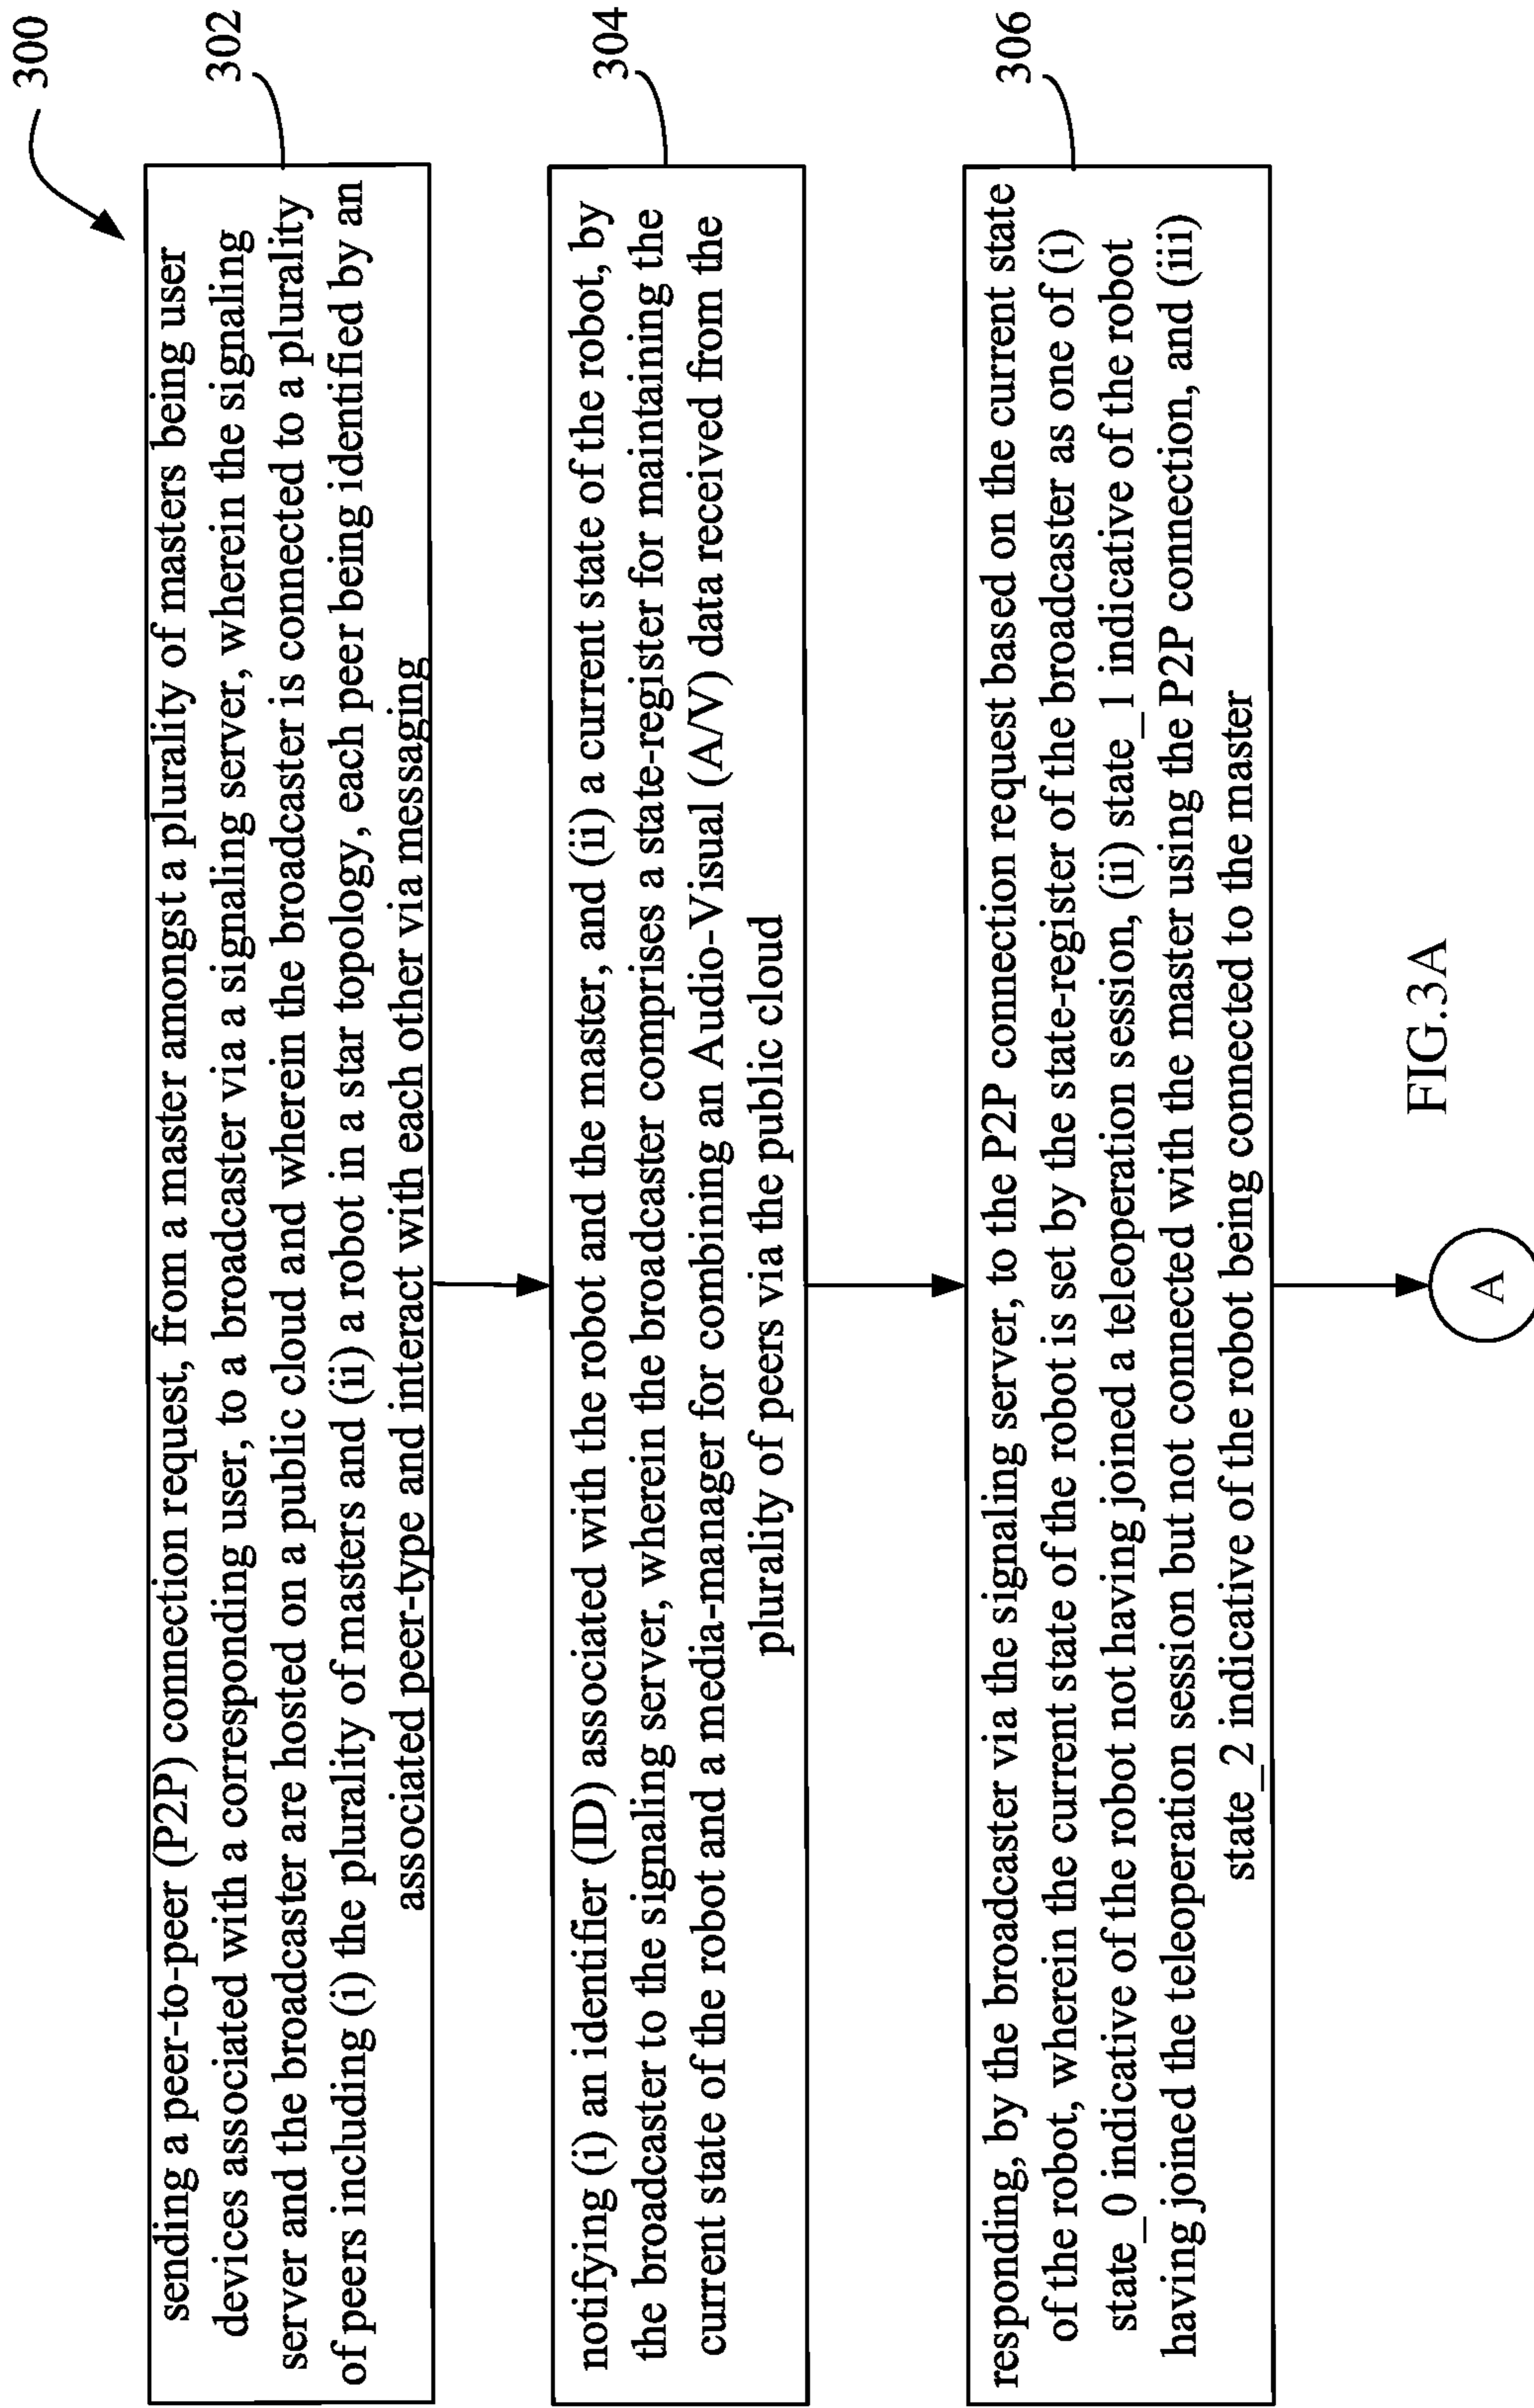 300
302
sending a peer-to-peer (P2P) connection request, from a master amongst a plurality of masters being user
devices associated with a corresponding user, to a broadcaster via a signaling server, wherein the signaling
server and the broadcaster are hosted on a public cloud and wherein the broadcaster is connected to a plurality
of peers including (i) the plurality of masters and (ii) a robot in a star topology, each peer being identified by an
associated peer-type and interact with each other via messaging
304
notifying (i) an identifier (ID) associated with the robot and the master, and (ii) a current state of the robot, by
the broadcaster to the signaling server, wherein the broadcaster comprises a state-register for maintaining the
current state of the robot and a media-manager for combining an Audio-Visual (A/V) data received from the
plurality of peers via the public cloud
306
responding, by the broadcaster via the signaling server, to the P2P connection request based on the current state
of the robot, wherein the current state of the robot is set by the state-register of the broadcaster as one of (i)
state_0 indicative of the robot not having joined a teleoperation session, (ii) state_1 indicative of the robot
having joined the teleoperation session but not connected with the master using the P2P connection, and (iii)
state_2 indicative of the robot being connected to the master
A
FIG.3A